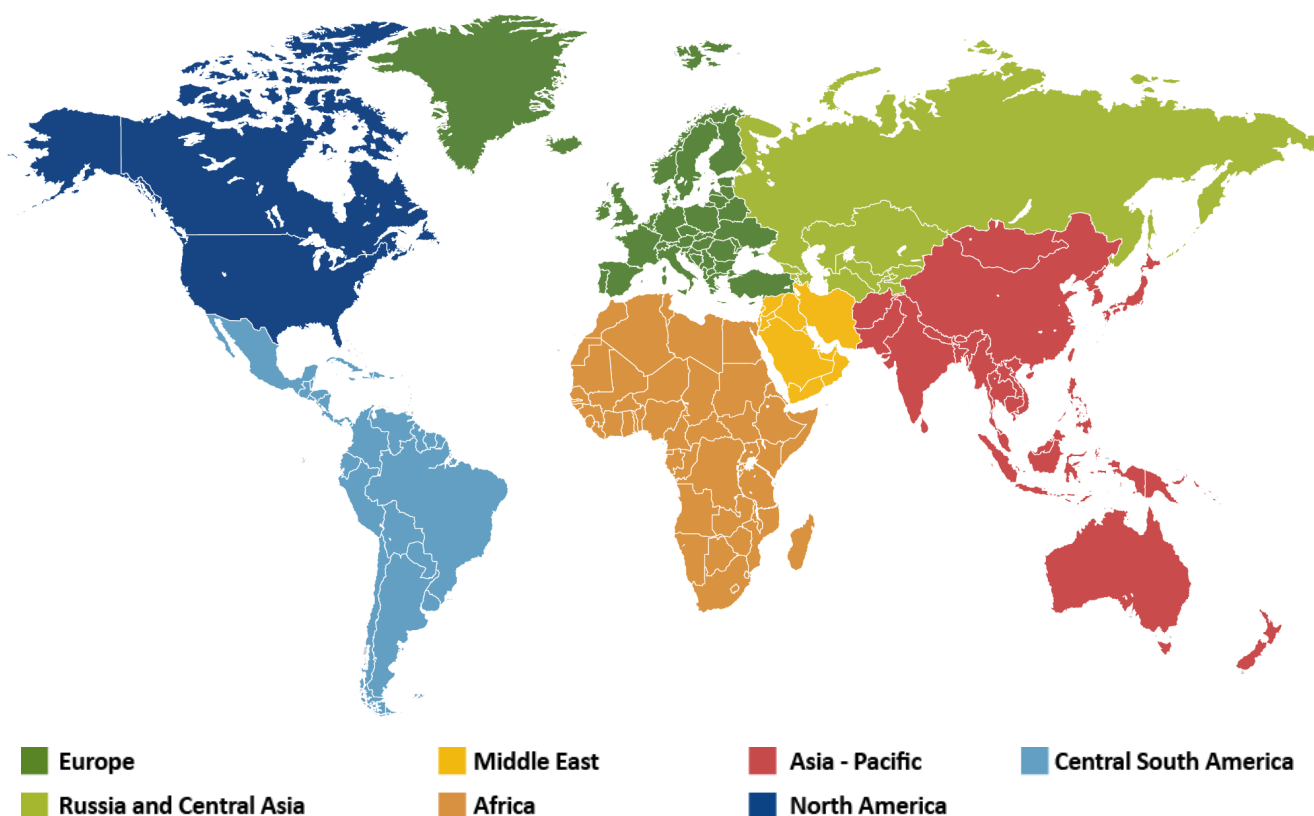 Europe
Middle East
Asia - Pacific
Central South America
Russia and Central Asia
Africa
North America